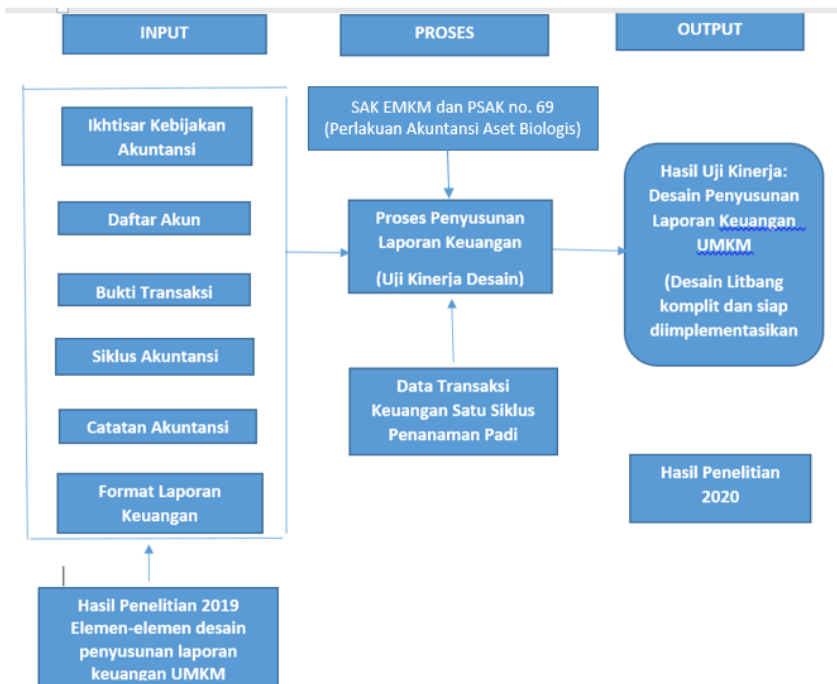 INPUT
PROSES
OUTPUT
Ikhtisar Kebijakan
Akuntansi
Daftar Akun
Bukti Transaksi
Siklus Akuntansi
Catatan Akuntansi
Format Laporan
Keuangan
Hasil Penelitian 2019
Elemen-elemen desain
penyusunan laporan
keuangan UMKM
SAK EMKM dan PSAK no. 69
(Perlakuan Akuntansi Aset Biologis)
Proses Penyusunan
Laporan Keuangan
(Uji Kinerja Desain)
Data Transaksi
Keuangan Satu Siklus
Penanaman Padi
Hasil Uji Kinerja:
Desain Penyusunan
Laporan Keuangan
UMKM
(Desain Litbang
komplit dan siap
diimplementasikan
Hasil Penelitian
2020